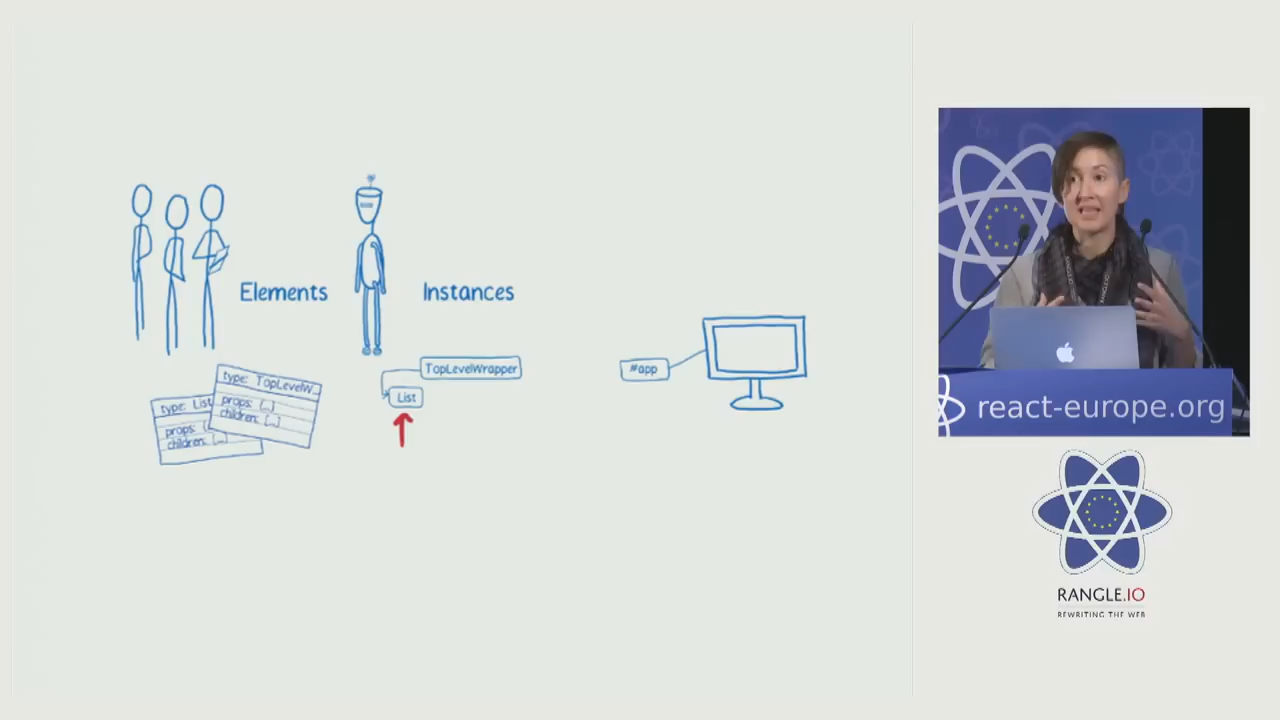 Elements
Instances
type: TopLevelW...
props: {...}
children: [...]
type: List
props: {
children: [...]
TopLevelWrapper
List
#app
react-europe.org
RANGLE.IO
REWRITING THE WEB